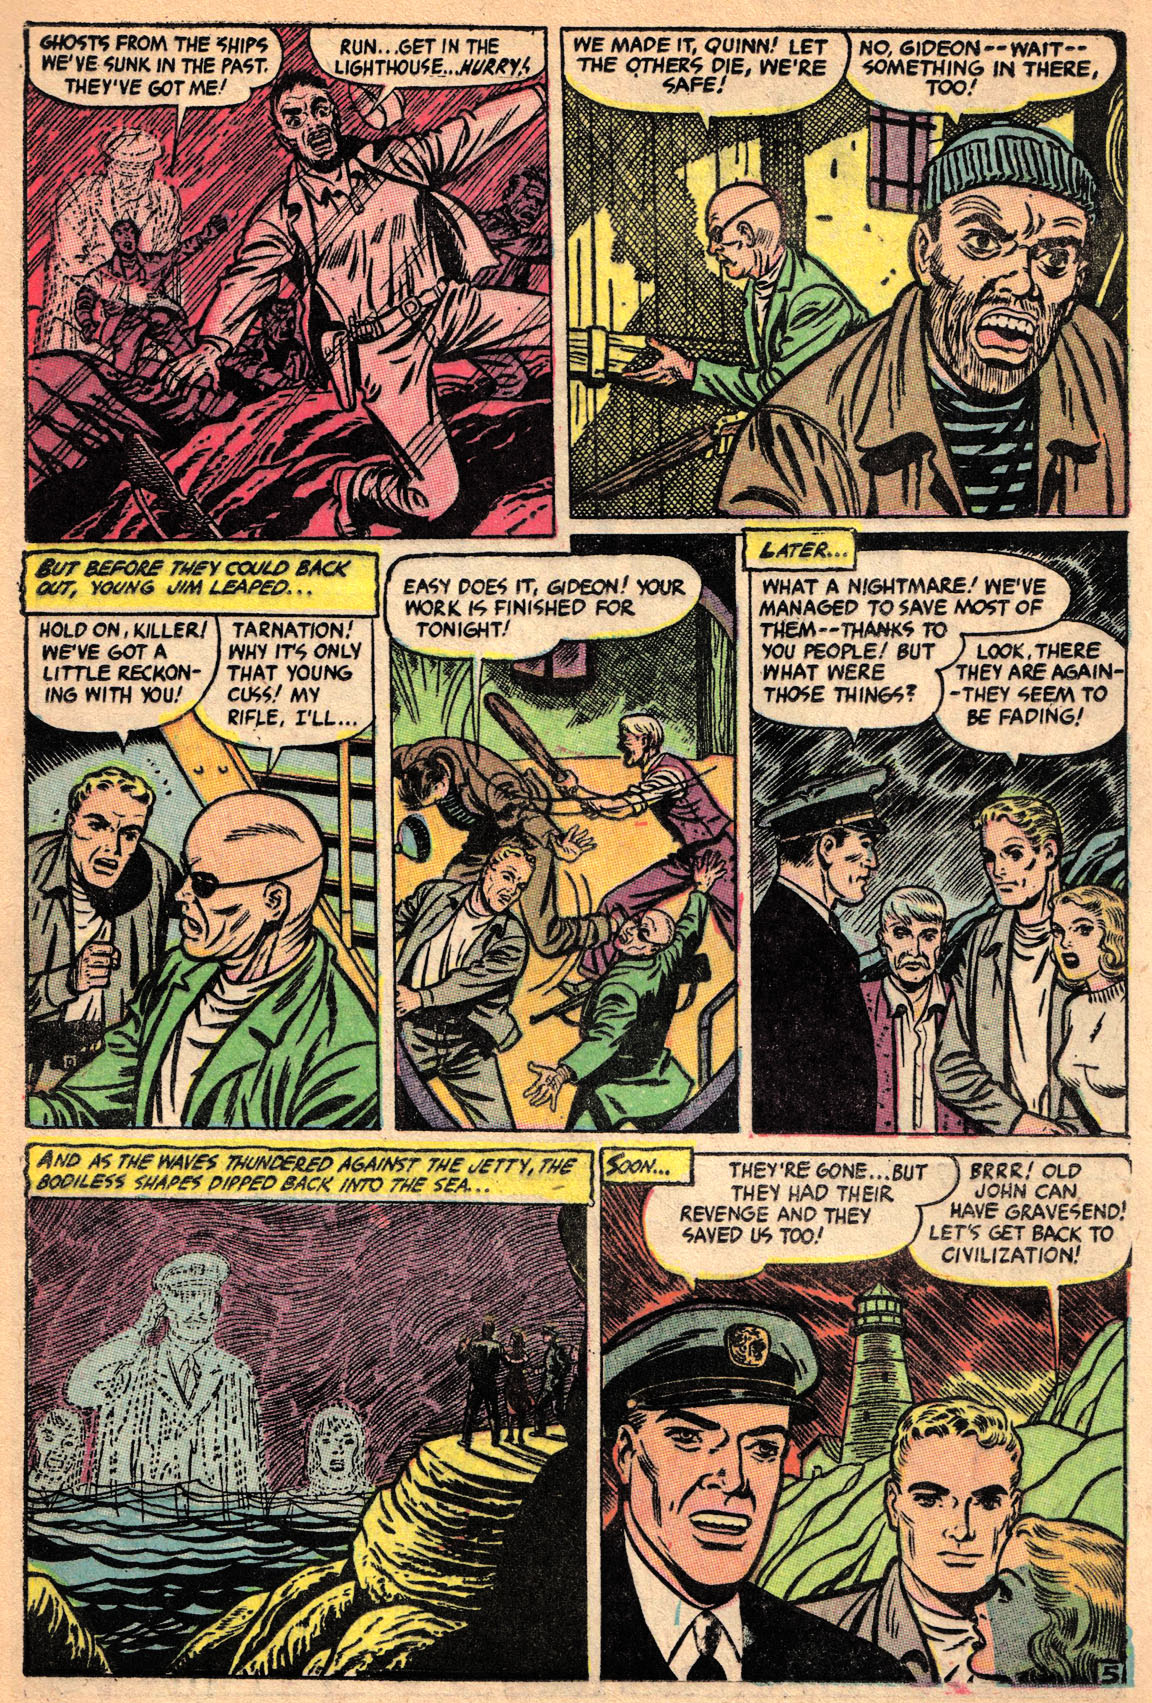 GHOSTS FROM THE SHIPS
WE'VE SUNK IN THE PAST.
THEY'VE GOT ME!
RUN...GET IN THE
LIGHTHOUSE...HURRY!
WE MADE IT, QUINN! LET
THE OTHERS DIE, WE'RE
SAFE!
NO, GIDEON--WAIT--
SOMETHING IN THERE,
TOO!
BUT BEFORE THEY COULD BACK
OUT, YOUNG JIM LEAPED...
HOLD ON, KILLER!
WE'VE GOT A
LITTLE RECKON-
ING WITH YOU!
TARNATION!
WHY IT'S ONLY
THAT YOUNG
CUSS! MY
RIFLE, I'LL...
EASY DOES IT, GIDEON! YOUR
WORK IS FINISHED FOR
TONIGHT!
LATER...
WHAT A NIGHTMARE! WE'VE
MANAGED TO SAVE MOST OF
THEM--THANKS TO
YOU PEOPLE! BUT
WHAT WERE
THOSE THINGS?
LOOK, THERE
THEY ARE AGAIN-
-THEY SEEM TO
BE FADING!
AND AS THE WAVES THUNDERED AGAINST THE JETTY, THE
BODILESS SHAPES DIPPED BACK INTO THE SEA...
SOON...
THEY'RE GONE...BUT
THEY HAD THEIR
REVENGE AND THEY
SAVED US TOO!
BRRR! OLD
JOHN CAN
HAVE GRAVESEND!
LET'S GET BACK TO
CIVILIZATION!
5